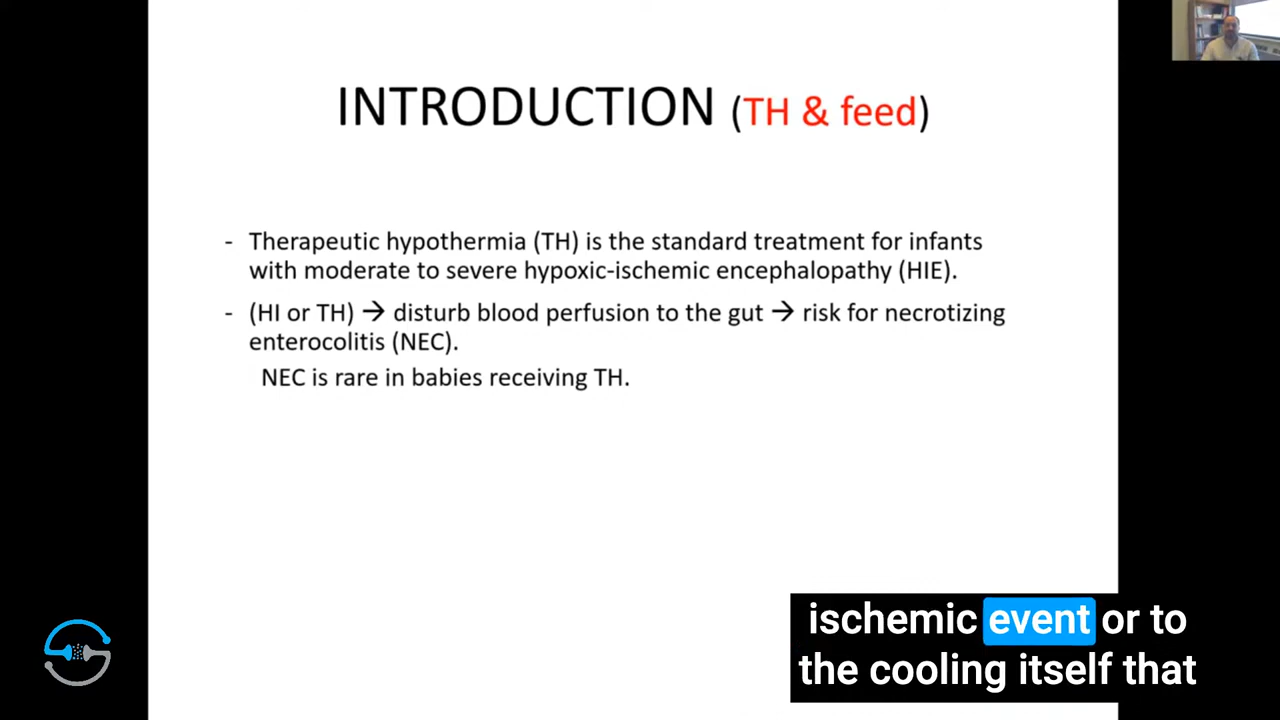 INTRODUCTION (TH & feed)
- Therapeutic hypothermia (TH) is the standard treatment for infants
with moderate to severe hypoxic-ischemic encephalopathy (HIE).
- (HI or TH) → disturb blood perfusion to the gut → risk for necrotizing
enterocolitis (NEC).
NEC is rare in babies receiving TH.
ischemic event or to
the cooling itself that